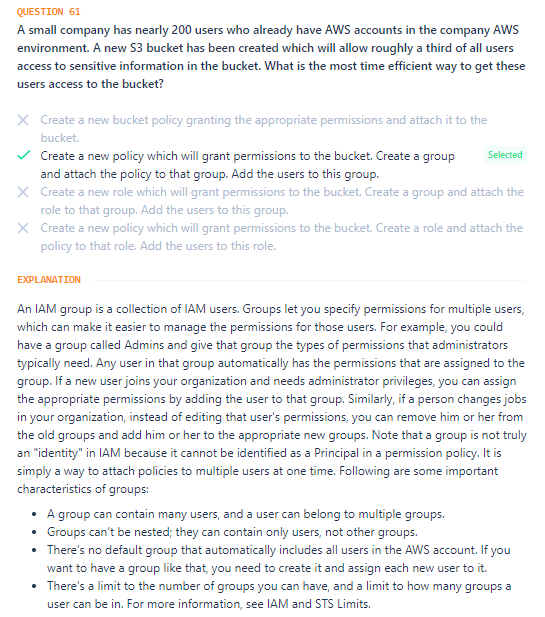 QUESTION 61
A small company has nearly 200 users who already have AWS accounts in the company AWS
environment. A new S3 bucket has been created which will allow roughly a third of all users
access to sensitive information in the bucket. What is the most time efficient way to get these
users access to the bucket?
Create a new bucket policy granting the appropriate permissions and attach it to the
bucket.
Create a new policy which will grant permissions to the bucket. Create a group
and attach the policy to that group. Add the users to this group.
Selected
Create a new role which will grant permissions to the bucket. Create a group and attach the
role to that group. Add the users to this group.
Create a new policy which will grant permissions to the bucket. Create a role and attach the
policy to that role. Add the users to this role.
EXPLANATION
An IAM group is a collection of IAM users. Groups let you specify permissions for multiple users,
which can make it easier to manage the permissions for those users. For example, you could
have a group called Admins and give that group the types of permissions that administrators
typically need. Any user in that group automatically has the permissions that are assigned to the
group. If a new user joins your organization and needs administrator privileges, you can assign
the appropriate permissions by adding the user to that group. Similarly, if a person changes jobs
in your organization, instead of editing that user's permissions, you can remove him or her from
the old groups and add him or her to the appropriate new groups. Note that a group is not truly
an "identity" in IAM because it cannot be identified as a Principal in a permission policy. It is
simply a way to attach policies to multiple users at one time. Following are some important
characteristics of groups:
• A group can contain many users, and a user can belong to multiple groups.
• Groups can't be nested; they can contain only users, not other groups.
• There's no default group that automatically includes all users in the AWS account. If you
want to have a group like that, you need to create it and assign each new user to it.
• There's a limit to the number of groups you can have, and a limit to how many groups a
user can be in. For more information, see IAM and STS Limits.